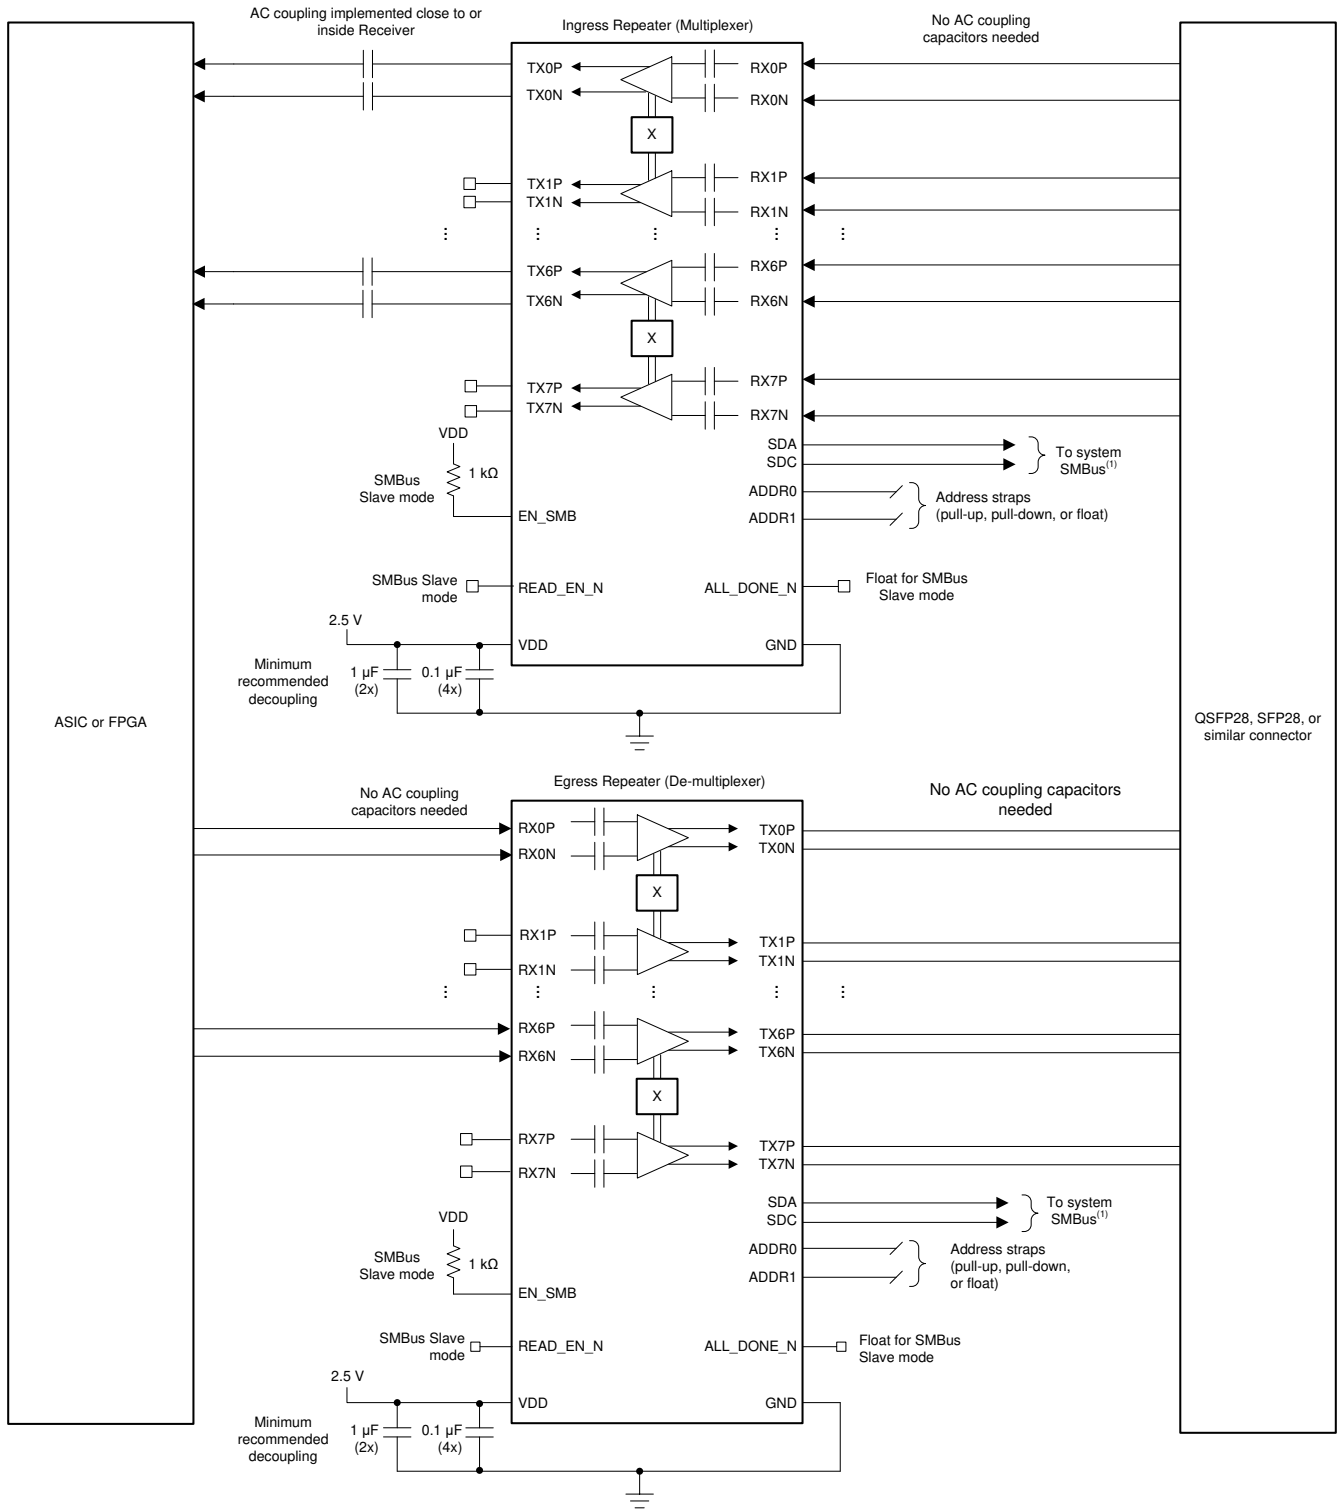 AC coupling implemented close to or
inside Receiver
Ingress Repeater (Multiplexer)
No AC coupling
capacitors needed
TX0P
RX0P
TX0N
RX0N
X
TX1P
RX1P
TX1N
RX1N
...
...
...
...
...
TX6P
RX6P
TX6N
RX6N
X
TX7P
RX7P
TX7N
RX7N
VDD
1 kΩ
SMBus
Slave mode
EN_SMB
SDA
SDC
To system
SMBus(1)
ADDR0
ADDR1
Address straps
(pull-up, pull-down, or float)
SMBus Slave
mode
READ_EN_N
ALL_DONE_N
Float for SMBus
Slave mode
2.5 V
VDD
GND
Minimum
recommended
decoupling
1 µF
(2x)
0.1 µF
(4x)
ASIC or FPGA
QSFP28, SFP28, or
similar connector
Egress Repeater (De-multiplexer)
No AC coupling
capacitors needed
No AC coupling capacitors
needed
RX0P
TX0P
RX0N
TX0N
X
RX1P
TX1P
RX1N
TX1N
...
...
...
...
...
RX6P
TX6P
RX6N
TX6N
X
RX7P
TX7P
RX7N
TX7N
VDD
1 kΩ
SMBus
Slave mode
EN_SMB
SDA
SDC
To system
SMBus(1)
ADDR0
ADDR1
Address straps
(pull-up, pull-down,
or float)
SMBus Slave
mode
READ_EN_N
ALL_DONE_N
Float for SMBus
Slave mode
2.5 V
VDD
GND
Minimum
recommended
decoupling
1 µF
(2x)
0.1 µF
(4x)